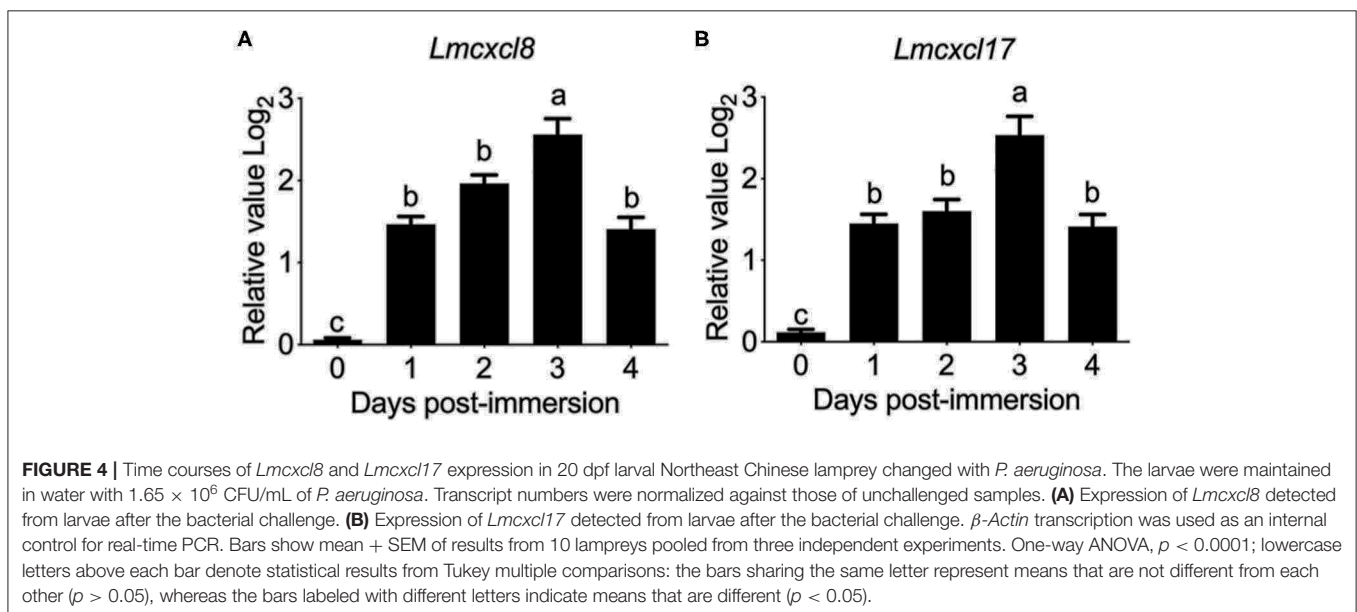 A
Lmcxcl8
Relative value Log2
3
2
1
0
c
b
b
a
b
0 1 2 3 4
Days post-immersion
B
Lmcxcl17
Relative value Log2
3
2
1
0
c
b
b
a
b
0 1 2 3 4
Days post-immersion
FIGURE 4 | Time courses of Lmcxcl8 and Lmcxcl17 expression in 20 dpf larval Northeast Chinese lamprey changed with P. aeruginosa. The larvae were maintained
in water with 1.65 × 10⁶ CFU/mL of P. aeruginosa. Transcript numbers were normalized against those of unchallenged samples. (A) Expression of Lmcxcl8 detected
from larvae after the bacterial challenge. (B) Expression of Lmcxcl17 detected from larvae after the bacterial challenge. β-Actin transcription was used as an internal
control for real-time PCR. Bars show mean + SEM of results from 10 lampreys pooled from three independent experiments. One-way ANOVA, p < 0.0001; lowercase
letters above each bar denote statistical results from Tukey multiple comparisons: the bars sharing the same letter represent means that are not different from each
other (p > 0.05), whereas the bars labeled with different letters indicate means that are different (p < 0.05).